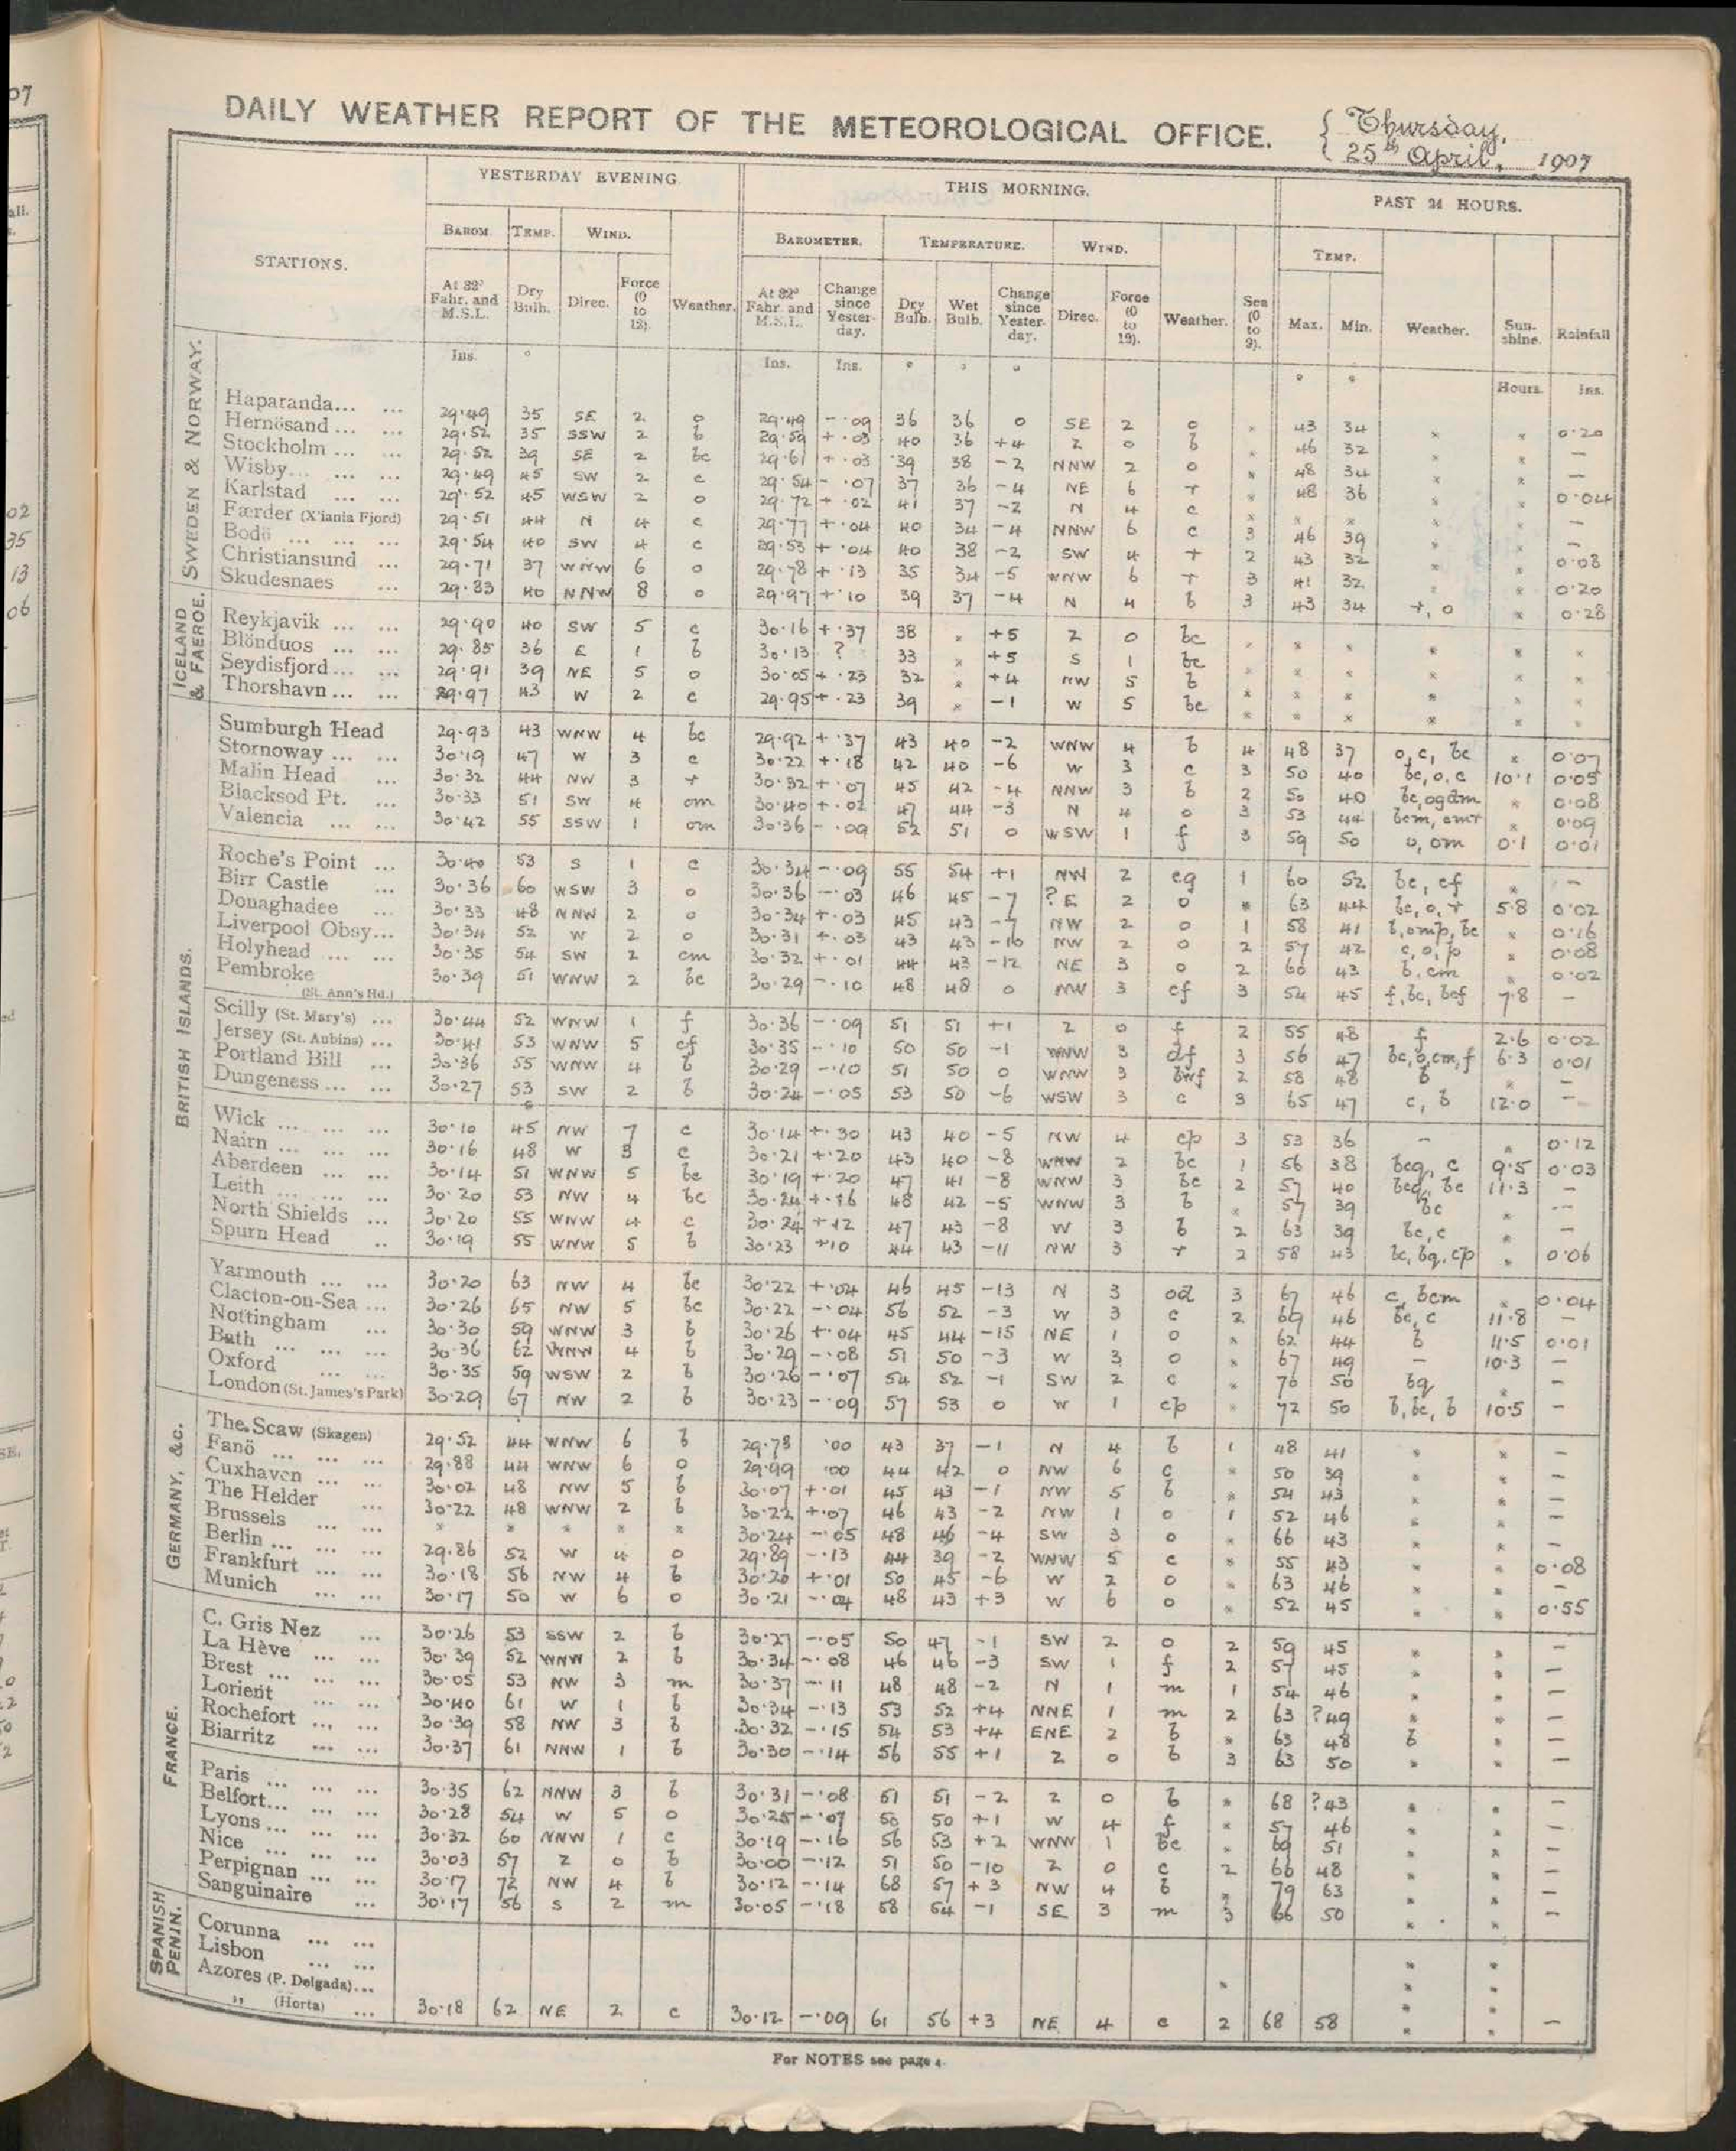 DAILY WEATHER REPORT OF THE METEOROLOGICAL OFFICE. { Thursday,
{ 25th April, 1907
YESTERDAY EVENING THIS MORNING. PAST 24 HOURS.
STATIONS. BAROM. TEMP. WIND. BAROMETER. TEMPERATURE. WIND. TEMP.
At 32° Fahr. and M.S.L. Dry Bulb. Direc. Force (0 to 12). Weather. At 32° Fahr. and M.S.L. Change since Yester-day. Dry Bulb. Wet Bulb. Change since Yester-day. Direc. Force (0 to 12). Weather. Sea (0 to 9). Max. Min. Weather. Sun-shine. Rainfall
Ins. ° Ins. Ins. ° ° ° ° ° Hours. Ins.
SWEDEN & NORWAY.
Haparanda... ... 29.49 35 SE 2 o 29.49 -.09 36 36 0 SE 2 o * 43 34 * * 0.20
Hernösand ... ... 29.52 35 SSW 2 b 29.59 +.03 40 36 +4 Z 0 b * 46 32 * * —
Stockholm ... ... 29.52 39 SE 2 bc 29.61 +.03 39 38 -2 NNW 2 o * 48 34 * * —
Wisby... ... ... 29.49 45 SW 2 c 29.54 -.07 37 36 -4 NE 6 r * 48 36 * * 0.04
Karlstad ... ... 29.52 45 WSW 2 o 29.72 +.02 41 37 -2 N 4 c * * * * * —
Færder (X'iania Fjord) 29.51 44 N 4 c 29.77 +.04 40 34 -4 NNW 6 c 3 46 39 * * —
Bodö ... ... ... 29.54 40 SW 4 c 29.53 +.04 40 38 -2 SW 4 r 2 43 32 * * 0.08
Christiansund ... 29.71 37 WNW 6 o 29.78 +.13 35 34 -5 WNW 6 r 3 41 32 * * 0.20
Skudesnaes ... 29.83 40 NNW 8 o 29.97 +.10 39 37 -4 N 4 b 3 43 34 r, o * 0.28
ICELAND & FAEROE.
Reykjavik ... ... 29.90 40 SW 5 c 30.16 +.37 38 * +5 Z 0 bc * * * * * *
Blönduos ... ... 29.85 36 E 1 b 30.13 ? 33 * +5 S 1 bc * * * * * *
Seydisfjord... ... 29.91 39 NE 5 o 30.05 +.23 32 * +4 NW 5 b * * * * * *
Thorshavn ... ... 29.97 43 W 2 c 29.95 +.23 39 * -1 W 5 bc * * * * * *
BRITISH ISLANDS.
Sumburgh Head 29.93 43 WNW 4 bc 29.92 +.37 43 40 -2 WNW 4 b 4 48 37 o, c, bc * 0.07
Stornoway ... ... 30.19 47 W 3 c 30.22 +.18 42 40 -6 W 3 c 3 50 40 bc, o, c 10.1 0.05
Malin Head ... 30.32 44 NW 3 r 30.32 +.07 45 42 -4 NNW 3 b 2 50 40 bc, ogdm * 0.08
Blacksod Pt. ... 30.33 51 SW 4 om 30.40 +.02 47 44 -3 N 4 o 3 53 44 bcm, omr * 0.09
Valencia ... ... 30.42 55 SSW 1 om 30.36 -.09 52 51 0 WSW 1 f 3 59 50 o, om 0.1 0.01
Roche's Point ... 30.40 53 S 1 c 30.34 -.09 55 54 +1 NW 2 cg 1 60 52 bc, cf * —
Birr Castle ... 30.36 60 WSW 3 o 30.36 -.03 46 45 -7 ?E 2 o * 63 44 bc, o, r 5.8 0.02
Donaghadee ... 30.33 48 NNW 2 o 30.34 +.03 45 43 -7 NW 2 o 1 58 41 b, omp, bc * 0.16
Liverpool Obsy... 30.34 52 W 2 o 30.31 +.03 43 43 -10 NW 2 o 2 57 42 c, o, p * 0.08
Holyhead ... ... 30.35 54 SW 2 cm 30.32 +.01 44 43 -12 NE 3 o 2 60 43 b, cm * 0.02
Pembroke (St. Ann's Hd.) 30.39 51 WNW 2 bc 30.29 -.10 48 48 0 NW 3 cf 3 54 45 f, bc, bcf 7.8 —
Scilly (St. Mary's) ... 30.44 52 WNW 1 f 30.36 -.09 51 51 +1 Z 0 f 2 55 48 f 2.6 0.02
Jersey (St. Aubins) ... 30.41 53 WNW 5 cf 30.35 -.10 50 50 -1 WNW 3 df 3 56 47 bc, o, cm, f 6.3 0.01
Portland Bill ... 30.36 55 WNW 4 b 30.29 -.10 51 50 0 WNW 3 bwf 2 58 48 b * —
Dungeness ... ... 30.27 53 SW 2 b 30.24 -.05 53 50 -6 WSW 3 c 3 65 47 c, b 12.0 —
Wick ... ... ... 30.10 45 NW 7 c 30.14 +.30 43 40 -5 NW 4 cp 3 53 36 — * 0.12
Nairn ... ... ... 30.16 48 W 3 c 30.21 +.20 43 40 -8 WNW 2 bc 1 56 38 bcq, c 9.5 0.03
Aberdeen ... ... 30.14 51 WNW 5 bc 30.19 +.20 47 41 -8 WNW 3 bc 2 57 40 bcq, bc 11.3 —
Leith ... ... ... 30.20 53 NW 4 bc 30.24 +.16 48 42 -5 WNW 3 b * 57 39 bc * —
North Shields ... 30.20 55 WNW 4 c 30.24 +.12 47 43 -8 W 3 b 2 63 39 bc, c * —
Spurn Head .. 30.19 55 WNW 5 b 30.23 +.10 44 43 -11 NW 3 r 2 58 43 bc, bq, cp * 0.06
Yarmouth ... ... 30.20 63 NW 4 bc 30.22 +.04 46 45 -13 N 3 od 3 67 46 c, bcm * 0.04
Clacton-on-Sea ... 30.26 65 NW 5 bc 30.22 -.04 56 52 -3 W 3 c 2 69 46 bc, c 11.8 —
Nottingham ... 30.30 59 WNW 3 b 30.26 +.04 45 44 -15 NE 1 o * 62 44 b 11.5 0.01
Bath ... ... ... 30.36 62 WNW 4 b 30.29 -.08 51 50 -3 W 3 o * 67 49 — 10.3 —
Oxford ... ... 30.35 59 WSW 2 b 30.26 -.07 54 52 -1 SW 2 c * 70 50 bq * —
London (St. James's Park) 30.29 67 NW 2 b 30.23 -.09 57 53 0 W 1 cp * 72 50 b, bc, b 10.5 —
GERMANY, &c.
The Scaw (Skagen) 29.52 44 WNW 6 b 29.78 .00 43 37 -1 N 4 b 1 48 41 * * —
Fanö ... ... ... 29.88 44 WNW 6 o 29.99 .00 44 42 0 NW 6 c * 50 39 * * —
Cuxhaven ... ... 30.02 48 NW 5 b 30.07 +.01 45 43 -1 NW 5 b * 54 43 * * —
The Helder ... 30.22 48 WNW 2 b 30.22 +.07 46 43 -2 NW 1 o 1 52 46 * * —
Brussels ... ... * * * * * 30.24 -.05 48 46 -4 SW 3 o * 66 43 * * —
Berlin ... ... ... 29.86 52 W 4 o 29.89 -.13 44 39 -2 WNW 5 c * 55 43 * * 0.08
Frankfurt ... ... 30.18 56 NW 4 b 30.20 +.01 50 45 -6 W 2 o * 63 46 * * —
Munich ... ... 30.17 50 W 6 o 30.21 -.04 48 43 +3 W 6 o * 52 45 * * 0.55
FRANCE.
C. Gris Nez ... 30.26 53 SSW 2 b 30.27 -.05 50 47 -1 SW 2 o 2 59 45 * * —
La Hève ... ... 30.39 52 WNW 2 b 30.34 -.08 46 46 -3 SW 1 f 2 57 45 * * —
Brest ... ... ... 30.05 53 NW 3 m 30.37 -.11 48 48 -2 N 1 m 1 54 46 * * —
Lorient ... ... 30.40 61 W 1 b 30.34 -.13 53 52 +4 NNE 1 m 2 63 ?49 * * —
Rochefort ... ... 30.39 58 NW 3 b 30.32 -.15 54 53 +4 ENE 2 b * 63 48 b * —
Biarritz ... ... 30.37 61 NNW 1 b 30.30 -.14 56 55 +1 Z 0 b 3 63 50 * * —
Paris ... ... ... 30.35 62 NNW 3 b 30.31 -.08 51 51 -2 Z 0 b * 68 ?43 * * —
Belfort... ... ... 30.28 54 W 5 o 30.25 -.07 50 50 +1 W 4 f * 57 46 * * —
Lyons ... ... ... 30.32 60 NNW 1 c 30.19 -.16 56 53 +2 WNW 1 bc * 69 51 * * —
Nice ... ... ... 30.03 57 Z 0 b 30.00 -.12 51 50 -10 Z 0 c 2 66 48 * * —
Perpignan ... ... 30.17 72 NW 4 b 30.12 -.14 68 57 +3 NW 4 b * 79 63 * * —
Sanguinaire ... 30.17 56 S 2 m 30.05 -.18 58 54 -1 SE 3 m 3 66 50 * * —
SPANISH PENIN.
Corunna ... ... * *
Lisbon ... ... * *
Azores (P. Delgada)... * * *
„ (Horta) ... 30.18 62 NE 2 c 30.12 -.09 61 56 +3 NE 4 c 2 68 58 * * —
For NOTES see page 4.
07
all.
02
35
13
06